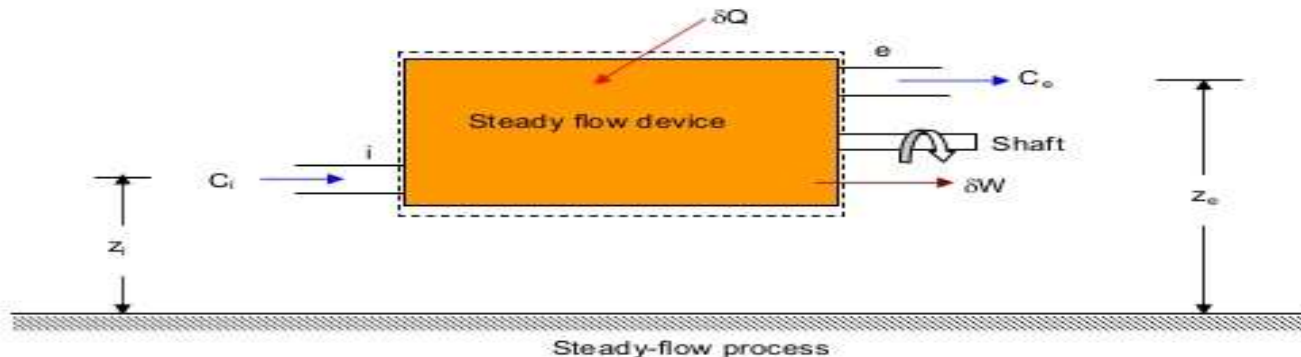 δQ
e
Cₑ
Steady flow device
Shaft
i
Cᵢ
δW
zₑ
zᵢ
Steady-flow process